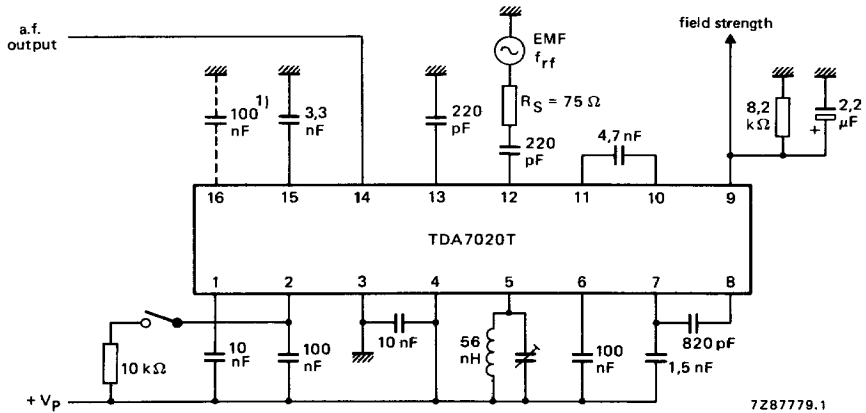 a.f.
output
EMF
f_rf
R_S = 75 Ω
field strength
100 1)
nF
3,3
nF
220
pF
220
pF
4,7 nF
8,2
kΩ
2,2
μF
+
16 15 14 13 12 11 10 9
TDA7020T
1 2 3 4 5 6 7 8
10 kΩ
10
nF
100
nF
10 nF
56
nH
100
nF
820 pF
1,5 nF
+ V_P
7Z87779.1